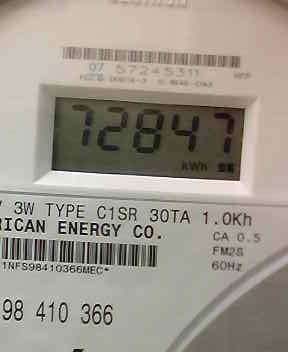 07 57245311
72847
kWh
V 3W TYPE C1SR 30TA 1.0Kh
RICAN ENERGY CO.
CA 0.5
FM2S
60Hz
1NFS98410366MEC*
98 410 366